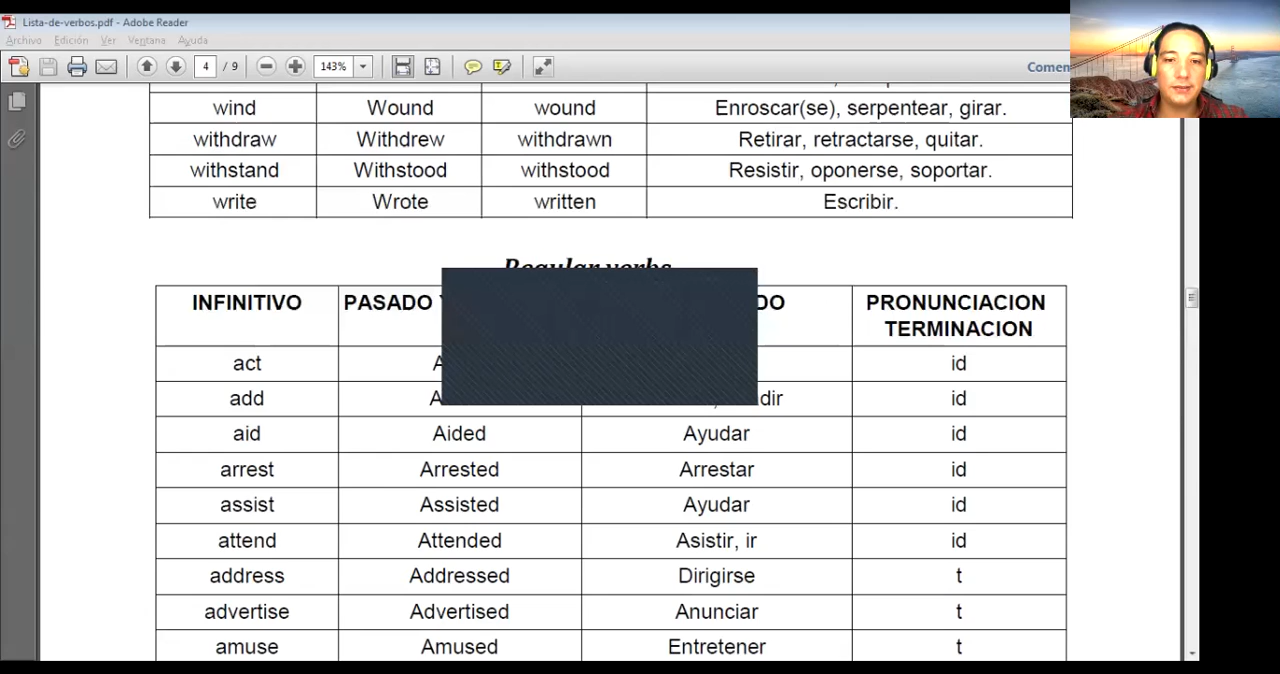 Lista-de-verbos.pdf - Adobe Reader
Archivo Edición Ver Ventana Ayuda
4 / 9 143% Comen
wind Wound wound Enroscar(se), serpentear, girar.
withdraw Withdrew withdrawn Retirar, retractarse, quitar.
withstand Withstood withstood Resistir, oponerse, soportar.
write Wrote written Escribir.
Regular verbs
INFINITIVO PASADO PRONUNCIACION
TERMINACION
act id
add id
aid Aided Ayudar id
arrest Arrested Arrestar id
assist Assisted Ayudar id
attend Attended Asistir, ir id
address Addressed Dirigirse t
advertise Advertised Anunciar t
amuse Amused Entretener t